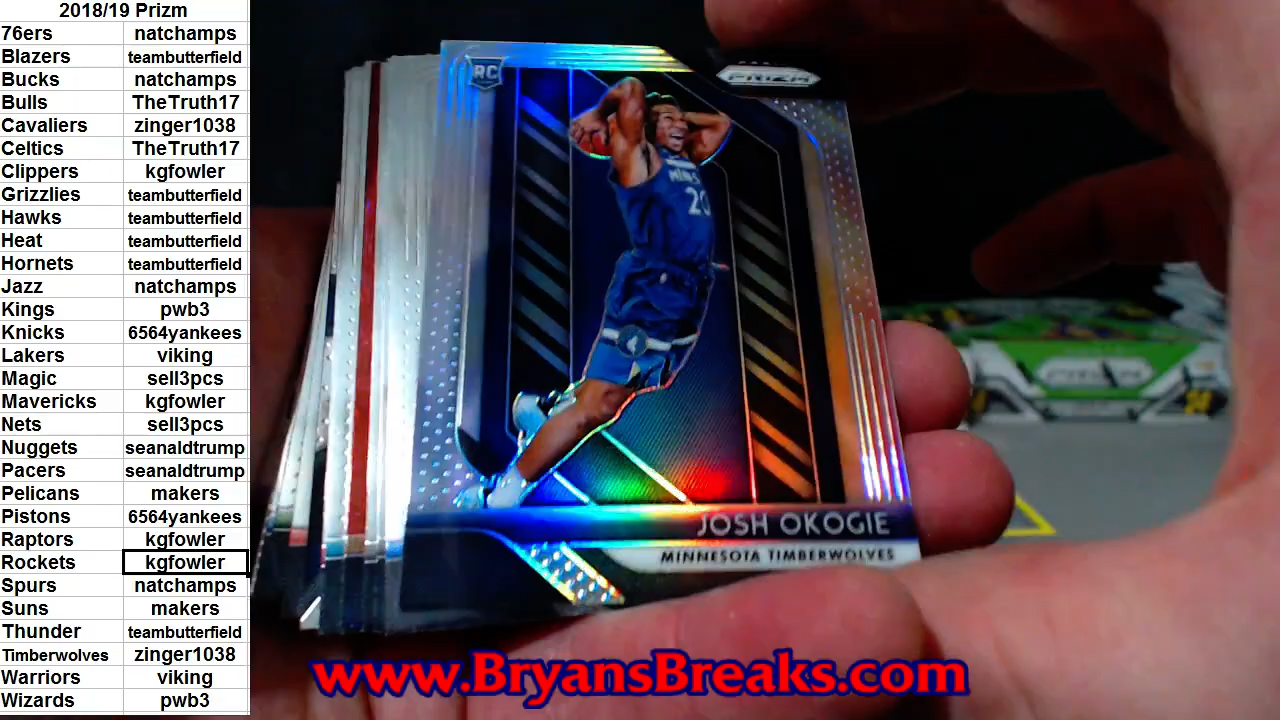 2018/19 Prizm
76ers natchamps
Blazers teambutterfield
Bucks natchamps
Bulls TheTruth17
Cavaliers zinger1038
Celtics TheTruth17
Clippers kgfowler
Grizzlies teambutterfield
Hawks teambutterfield
Heat teambutterfield
Hornets teambutterfield
Jazz natchamps
Kings pwb3
Knicks 6564yankees
Lakers viking
Magic sell3pcs
Mavericks kgfowler
Nets sell3pcs
Nuggets seanaldtrump
Pacers seanaldtrump
Pelicans makers
Pistons 6564yankees
Raptors kgfowler
Rockets kgfowler
Spurs natchamps
Suns makers
Thunder teambutterfield
Timberwolves zinger1038
Warriors viking
Wizards pwb3
RC
PRIZM
MINN
20
JOSH OKOGIE
MINNESOTA TIMBERWOLVES
PRIZM
www.BryansBreaks.com